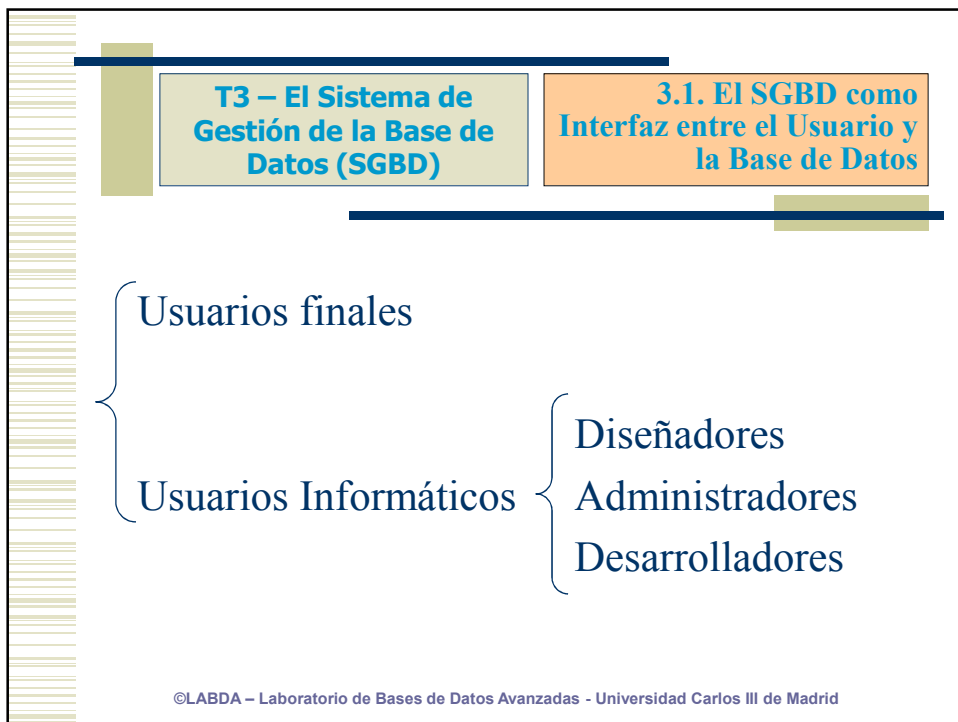 T3 – El Sistema de
Gestión de la Base de
Datos (SGBD)
3.1. El SGBD como
Interfaz entre el Usuario y
la Base de Datos
Usuarios finales
Usuarios Informáticos
Diseñadores
Administradores
Desarrolladores
©LABDA – Laboratorio de Bases de Datos Avanzadas - Universidad Carlos III de Madrid